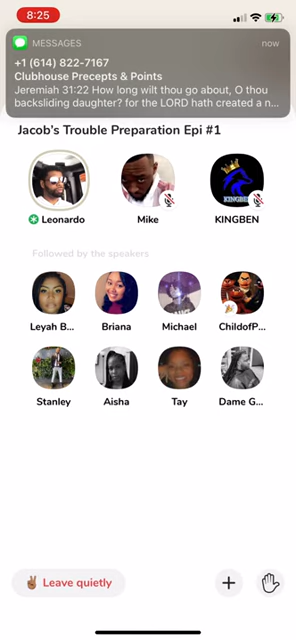 8:25
MESSAGES
now
+1 (614) 822-7167
Clubhouse Precepts & Points
Jeremiah 31:22 How long wilt thou go about, O thou
backsliding daughter? for the LORD hath created a n...
Jacob's Trouble Preparation Epi #1
KINGBEN
Leonardo
Mike
KINGBEN
Followed by the speakers
Leyah B...
Briana
Michael
ChildofP...
Stanley
Aisha
Tay
Dame G...
Leave quietly